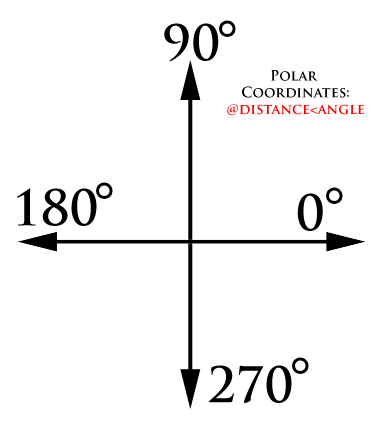 90°
POLAR
COORDINATES:
@DISTANCE<ANGLE
180°
0°
270°